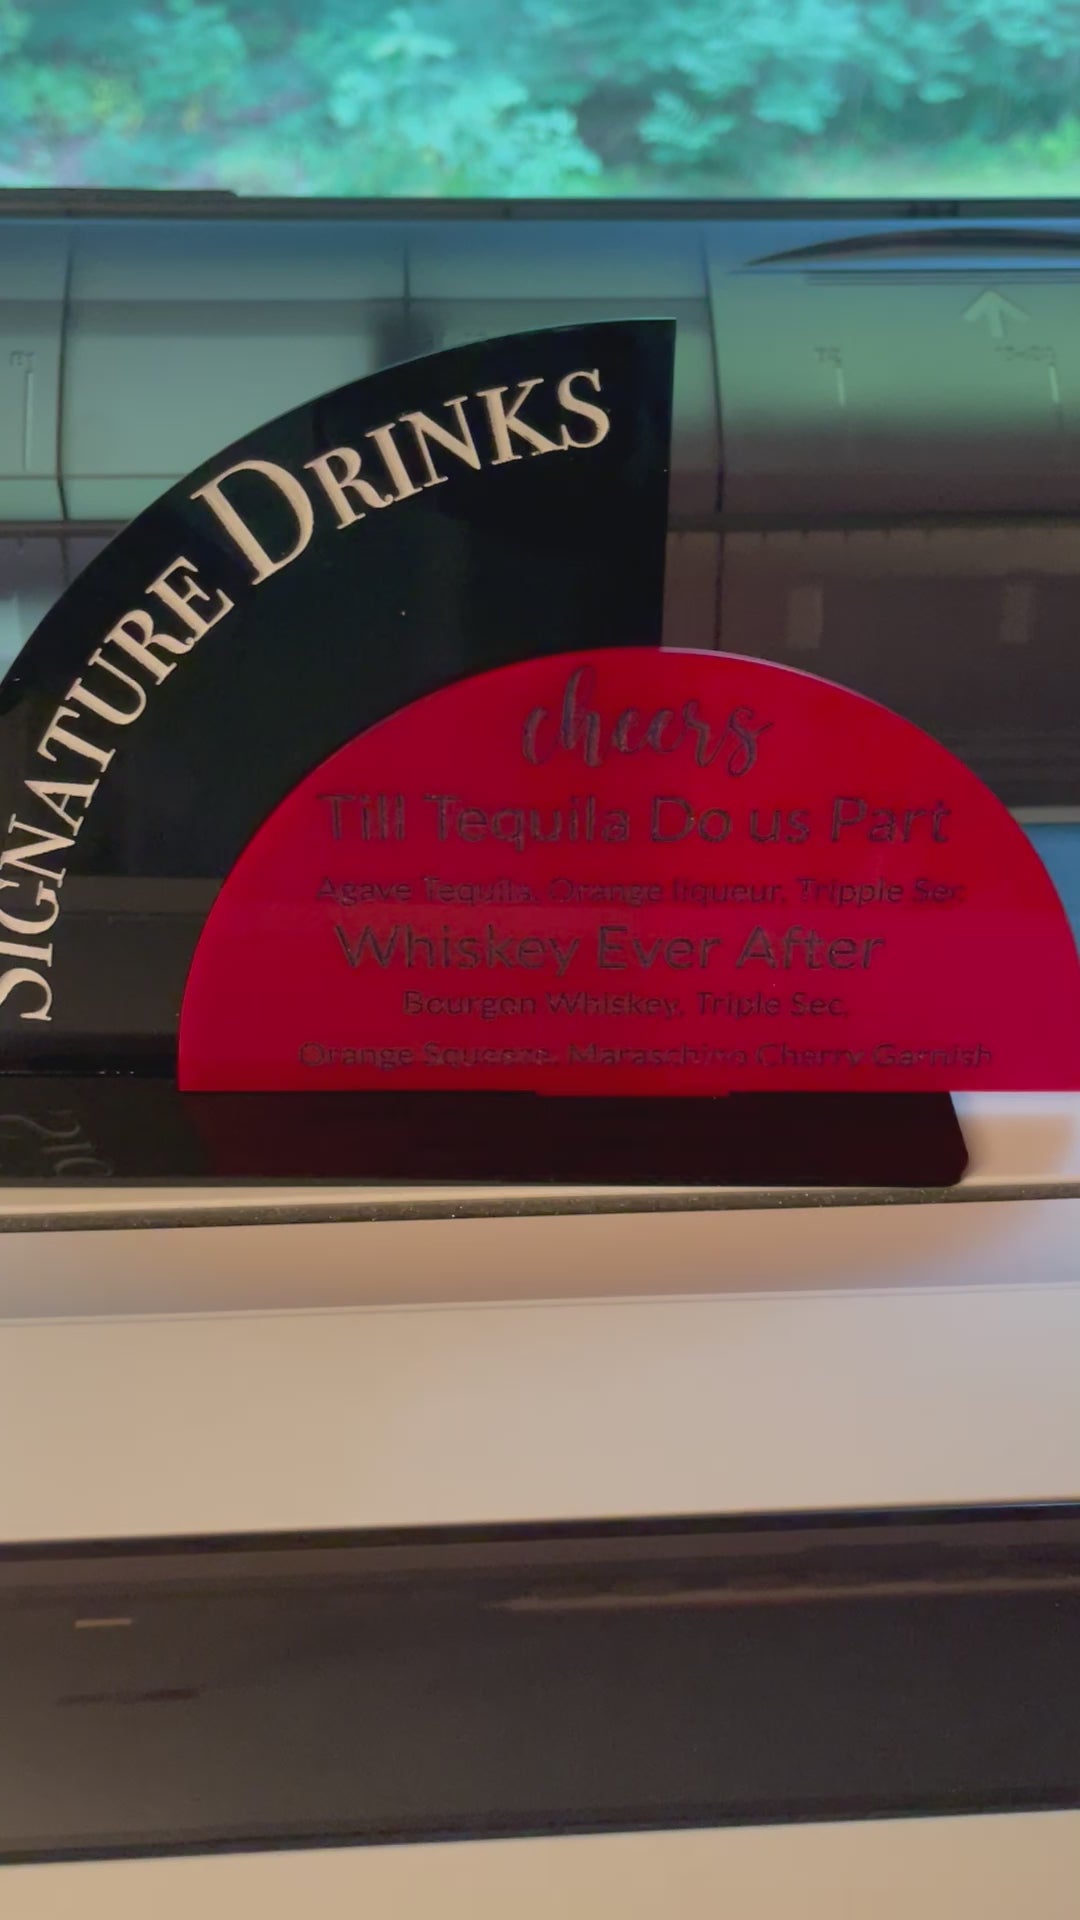 SIGNATURE DRINKS
cheers
Till Tequila Do us Part
Agave Tequila, Orange liqueur, Tripple Sec
Whiskey Ever After
Bourgon Whiskey, Triple Sec,
Orange Squeeze, Maraschino Cherry Garnish